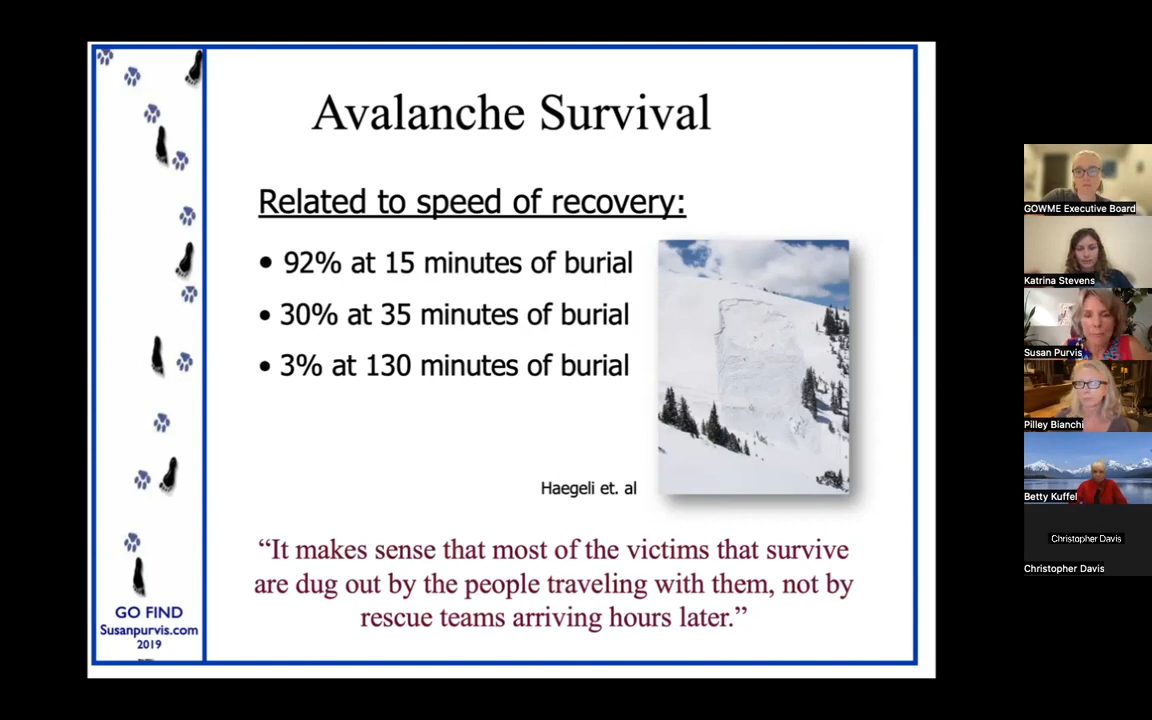 Avalanche Survival
Related to speed of recovery:
• 92% at 15 minutes of burial
• 30% at 35 minutes of burial
• 3% at 130 minutes of burial
Haegeli et. al
“It makes sense that most of the victims that survive
are dug out by the people traveling with them, not by
rescue teams arriving hours later.”
GO FIND
Susanpurvis.com
2019
GOWME Executive Board
Katrina Stevens
Susan Purvis
Pilley Bianchi
Betty Kuffel
Christopher Davis
Christopher Davis